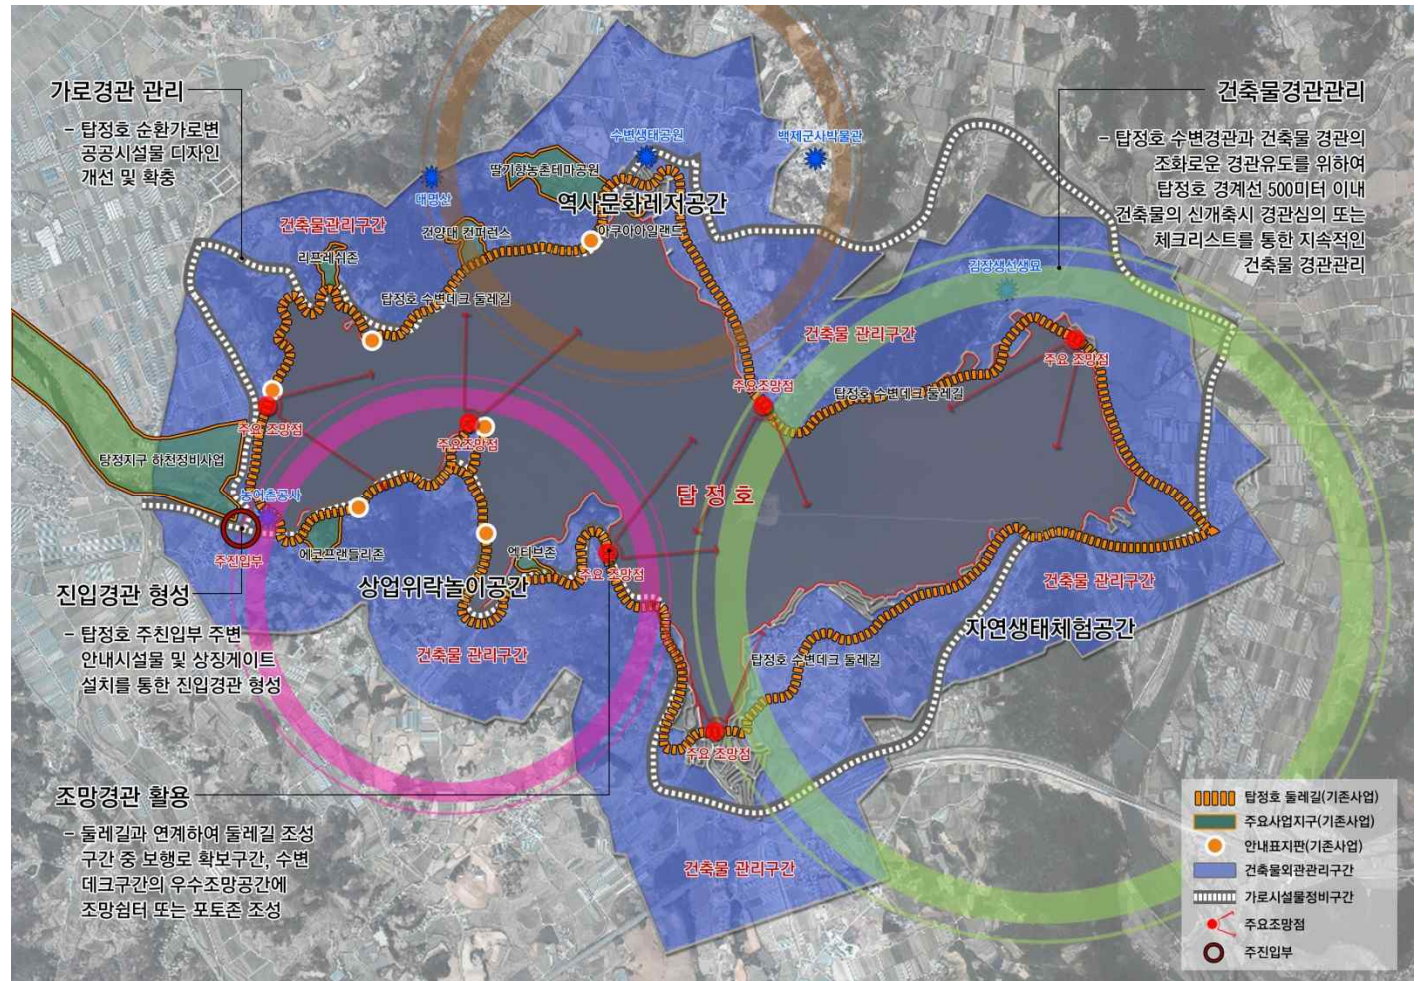 가로경관 관리
- 탑정호 순환가로변
공공시설물 디자인
개선 및 확충
건축물경관관리
- 탑정호 수변경관과 건축물 경관의
조화로운 경관유도를 위하여
탑정호 경계선 500미터 이내
건축물의 신개축시 경관심의 또는
체크리스트를 통한 지속적인
건축물 경관관리
수변생태공원
백제군사박물관
딸기향농촌테마공원
대명산
역사문화레저공간
아쿠아아일랜드
건축물관리구간
리프레쉬존
건양대 컨퍼런스
탑정호 수변데크 둘레길
김장생선생묘
건축물 관리구간
주요 조망점
주요조망점
탑정호 수변데크 둘레길
주요 조망점
주요조망점
탑정지구 하천정비사업
농어촌공사
탑정호
주진입부
에코프랜들리존
엑티브존
주요 조망점
상업위락놀이공간
건축물 관리구간
건축물 관리구간
자연생태체험공간
탑정호 수변데크 둘레길
주요 조망점
건축물 관리구간
진입경관 형성
- 탑정호 주진입부 주변
안내시설물 및 상징게이트
설치를 통한 진입경관 형성
조망경관 활용
- 둘레길과 연계하여 둘레길 조성
구간 중 보행로 확보구간, 수변
데크구간의 우수조망공간에
조망쉼터 또는 포토존 조성
탑정호 둘레길(기존사업)
주요사업지구(기존사업)
안내표지판(기존사업)
건축물외관관리구간
가로시설물정비구간
주요조망점
주진입부